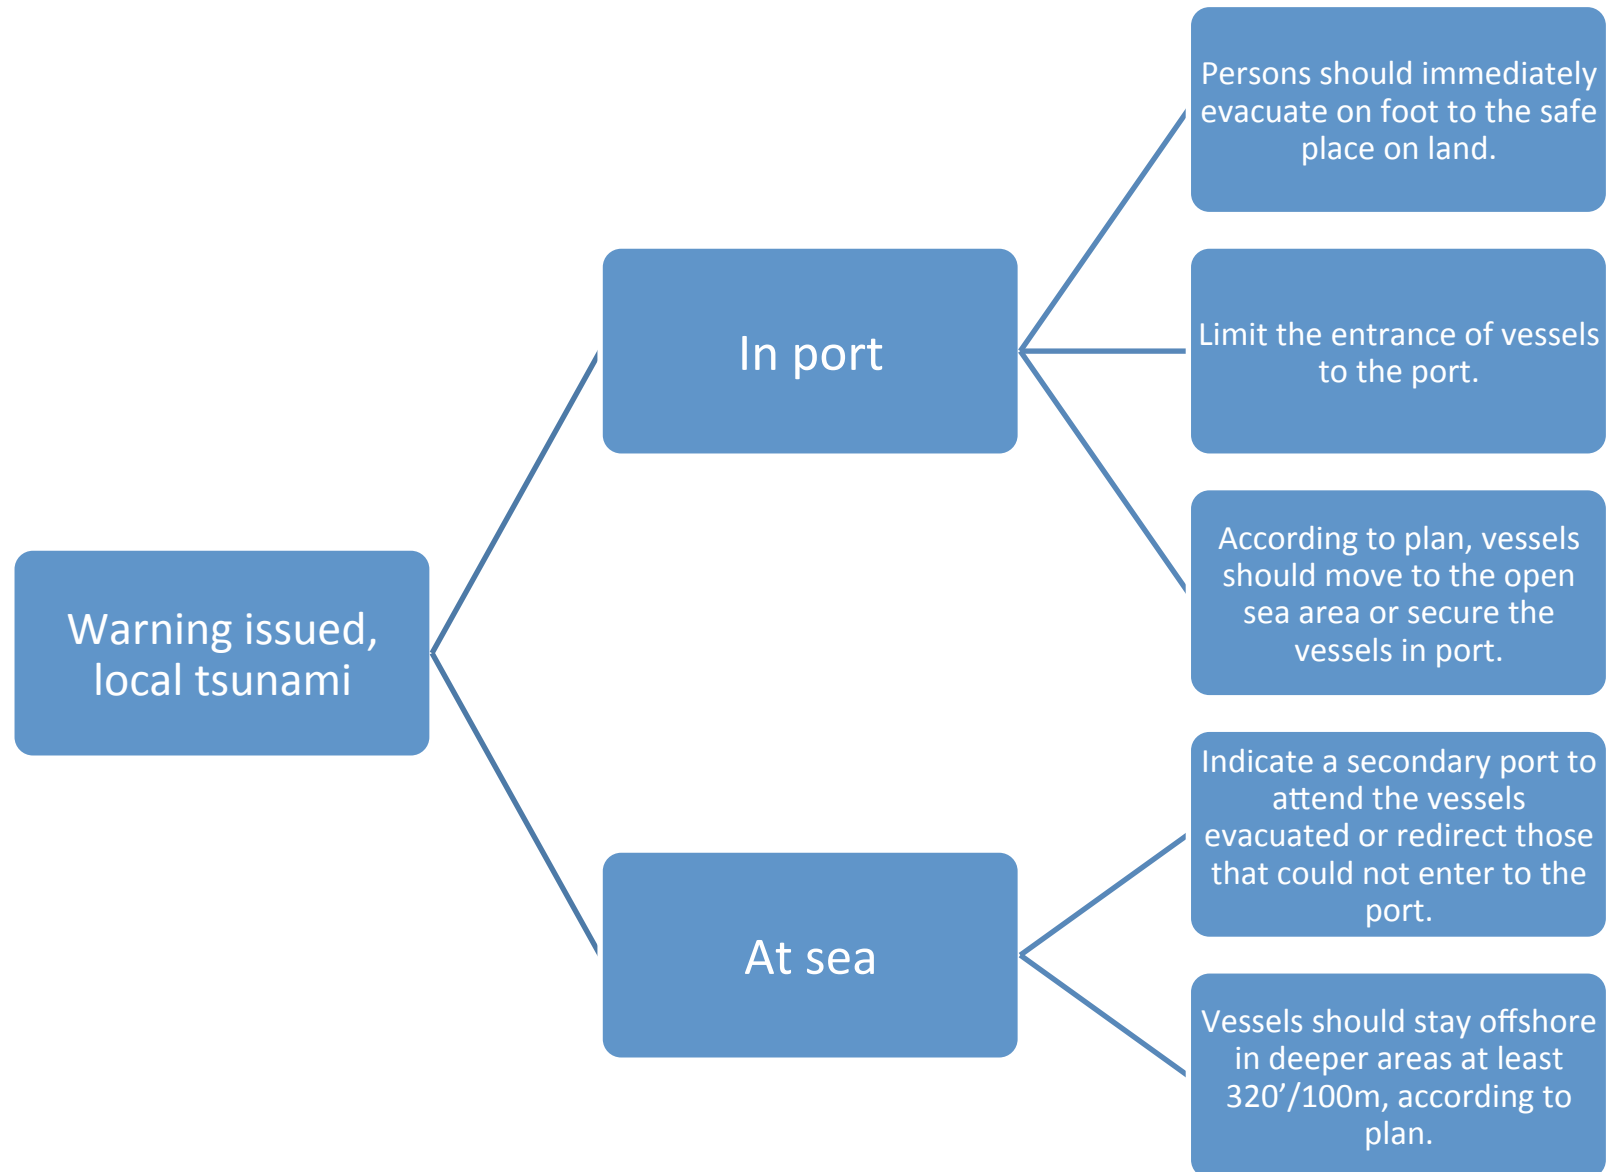 Warning issued,
local tsunami
In port
Persons should immediately
evacuate on foot to the safe
place on land.
Limit the entrance of vessels
to the port.
According to plan, vessels
should move to the open
sea area or secure the
vessels in port.
At sea
Indicate a secondary port to
attend the vessels
evacuated or redirect those
that could not enter to the
port.
Vessels should stay offshore
in deeper areas at least
320’/100m, according to
plan.